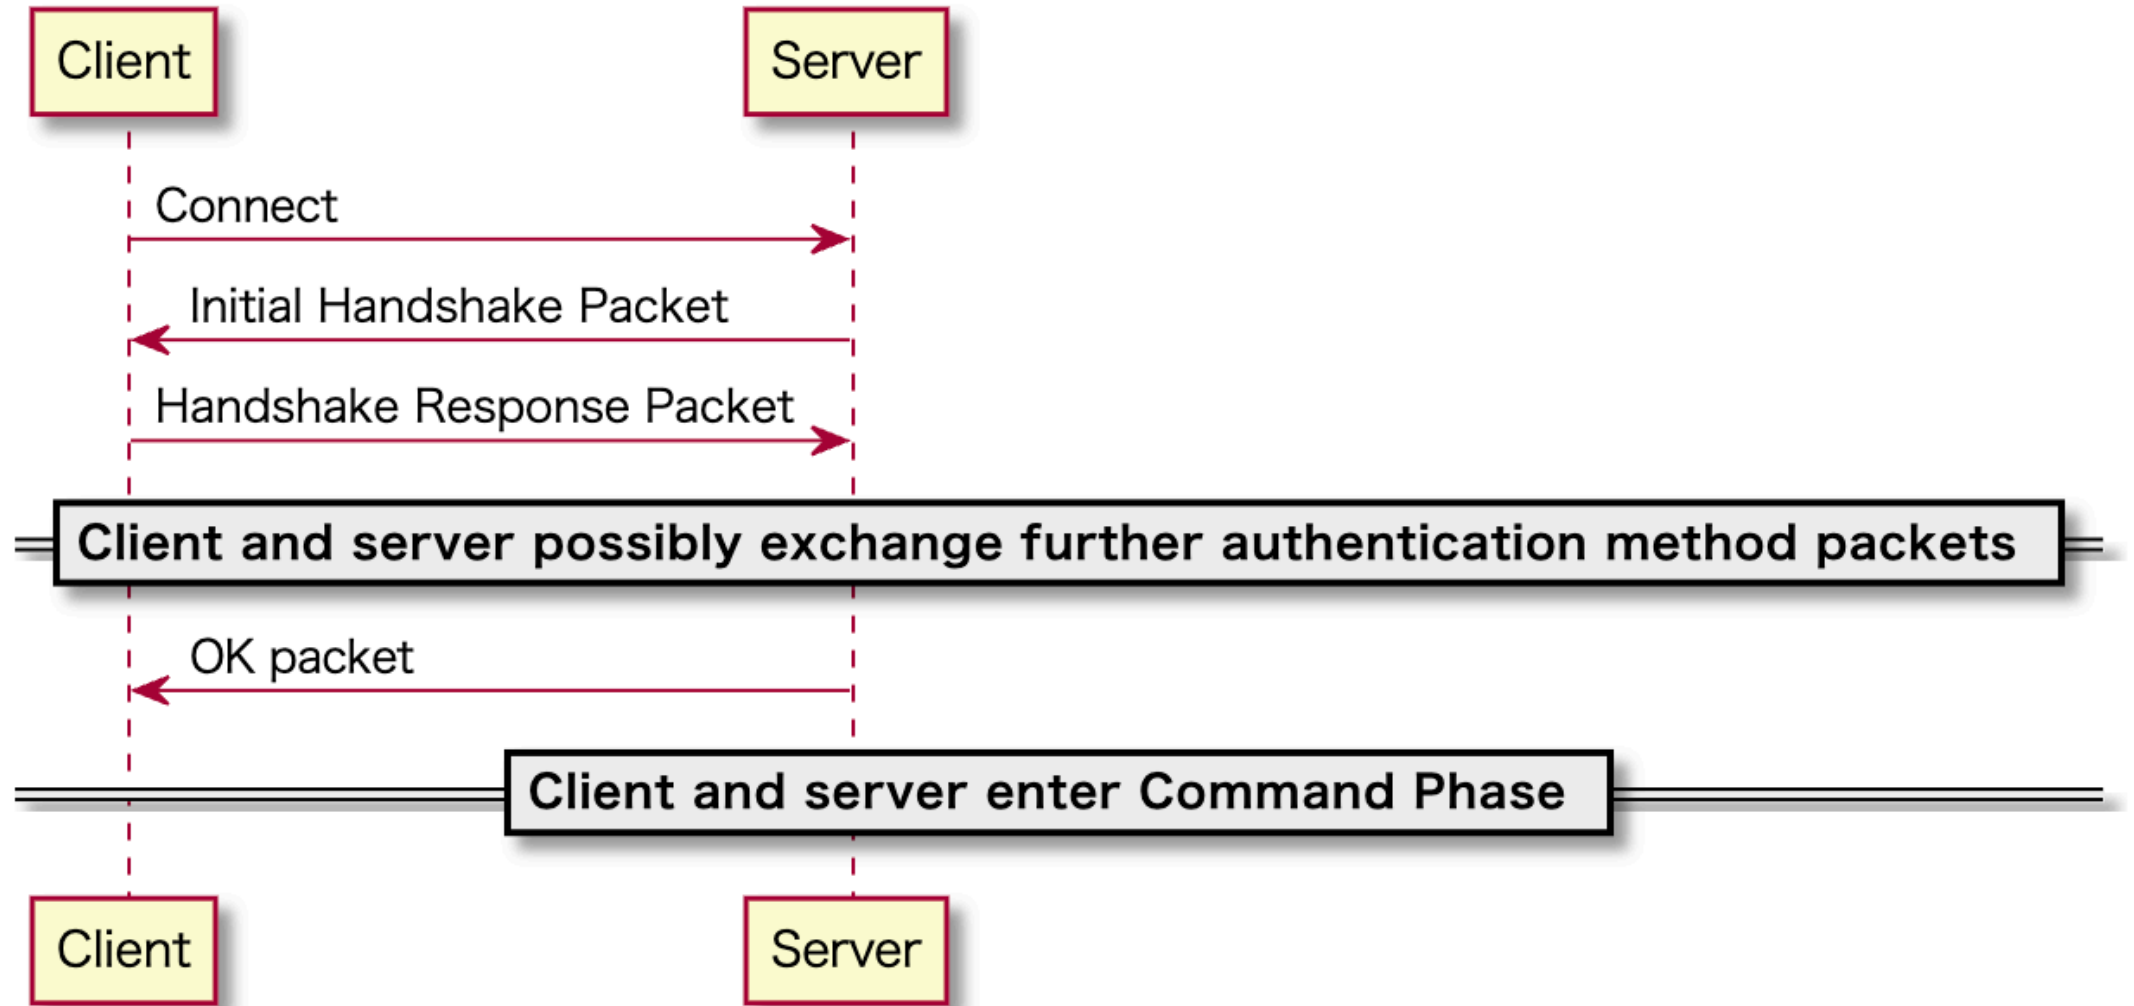 Client
Server
Connect
Initial Handshake Packet
Handshake Response Packet
Client and server possibly exchange further authentication method packets
OK packet
Client and server enter Command Phase
Client
Server